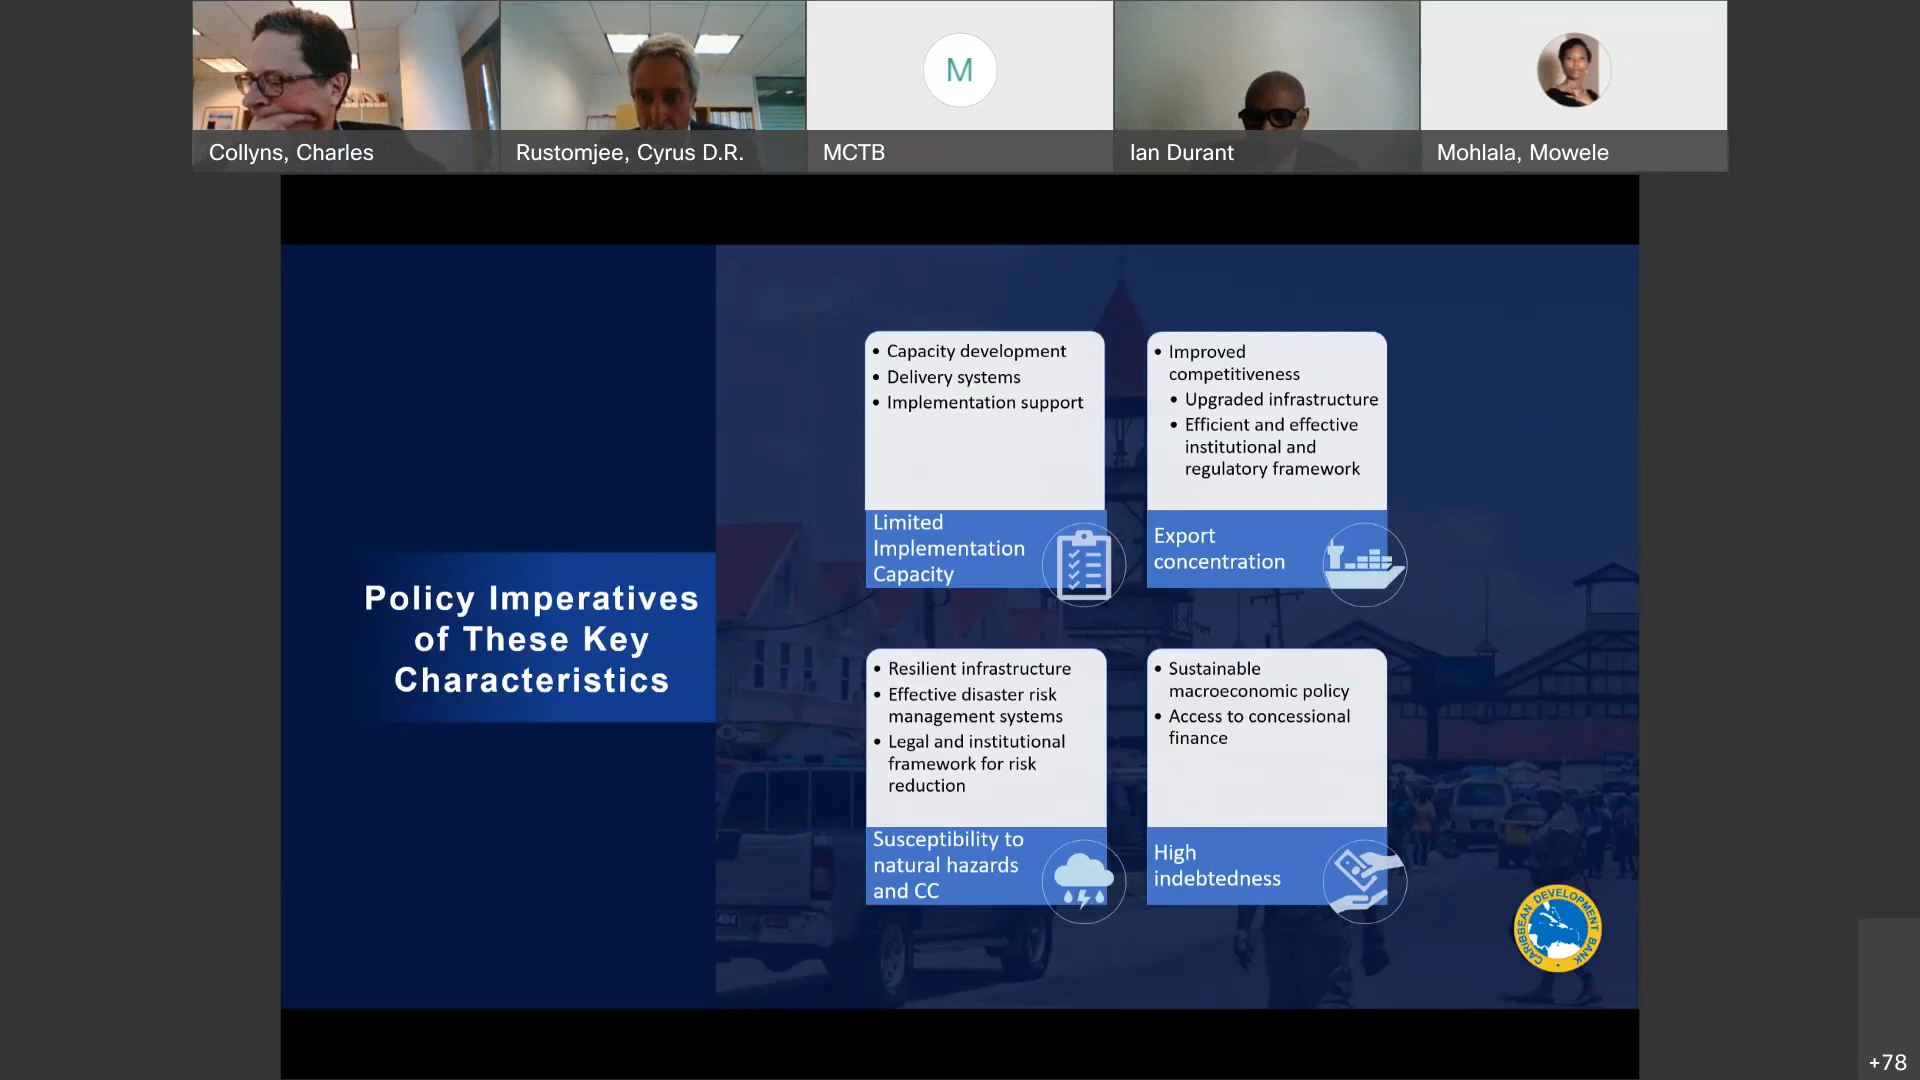 Collyns, Charles
Rustomjee, Cyrus D.R.
M
MCTB
Ian Durant
Mohlala, Mowele
Policy Imperatives
of These Key
Characteristics
• Capacity development
• Delivery systems
• Implementation support
Limited
Implementation
Capacity
• Improved
competitiveness
• Upgraded infrastructure
• Efficient and effective
institutional and
regulatory framework
Export
concentration
• Resilient infrastructure
• Effective disaster risk
management systems
• Legal and institutional
framework for risk
reduction
Susceptibility to
natural hazards
and CC
• Sustainable
macroeconomic policy
• Access to concessional
finance
High
indebtedness
CARIBBEAN DEVELOPMENT BANK
+78